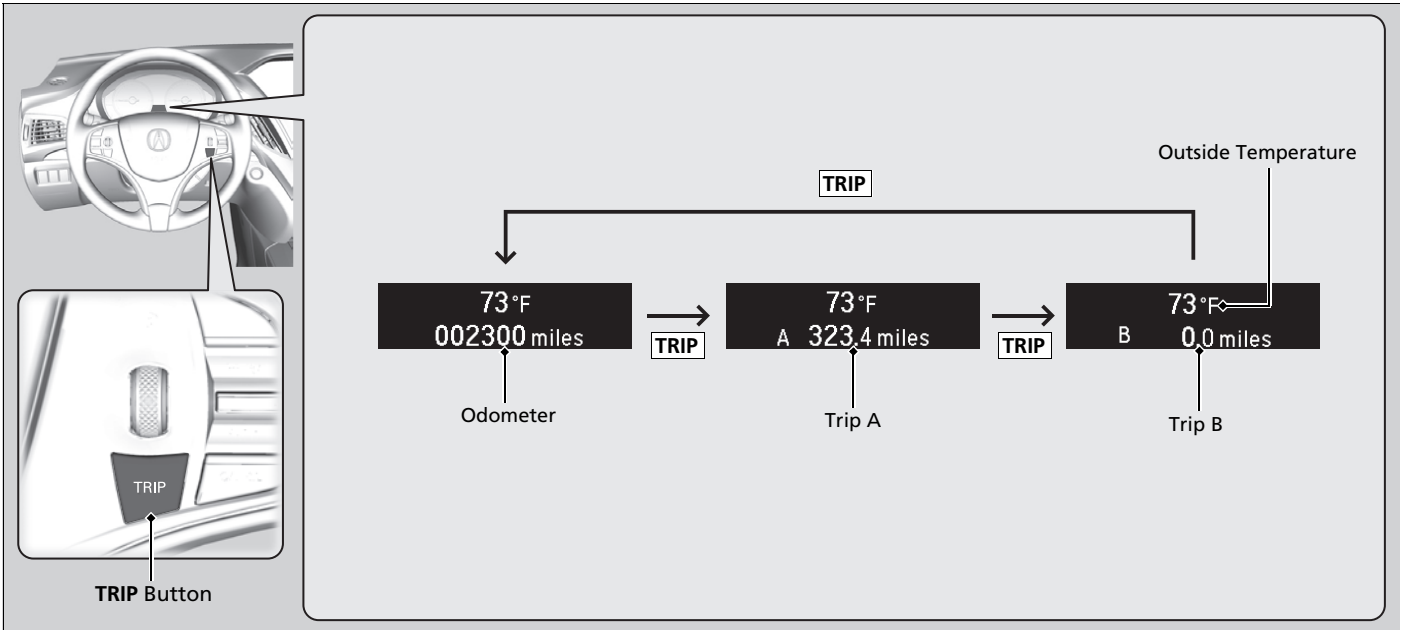 Outside Temperature
TRIP
73°F
002300 miles
TRIP
73°F
A 323.4 miles
TRIP
73°F
B 0.0 miles
Odometer
Trip A
Trip B
TRIP
TRIP Button